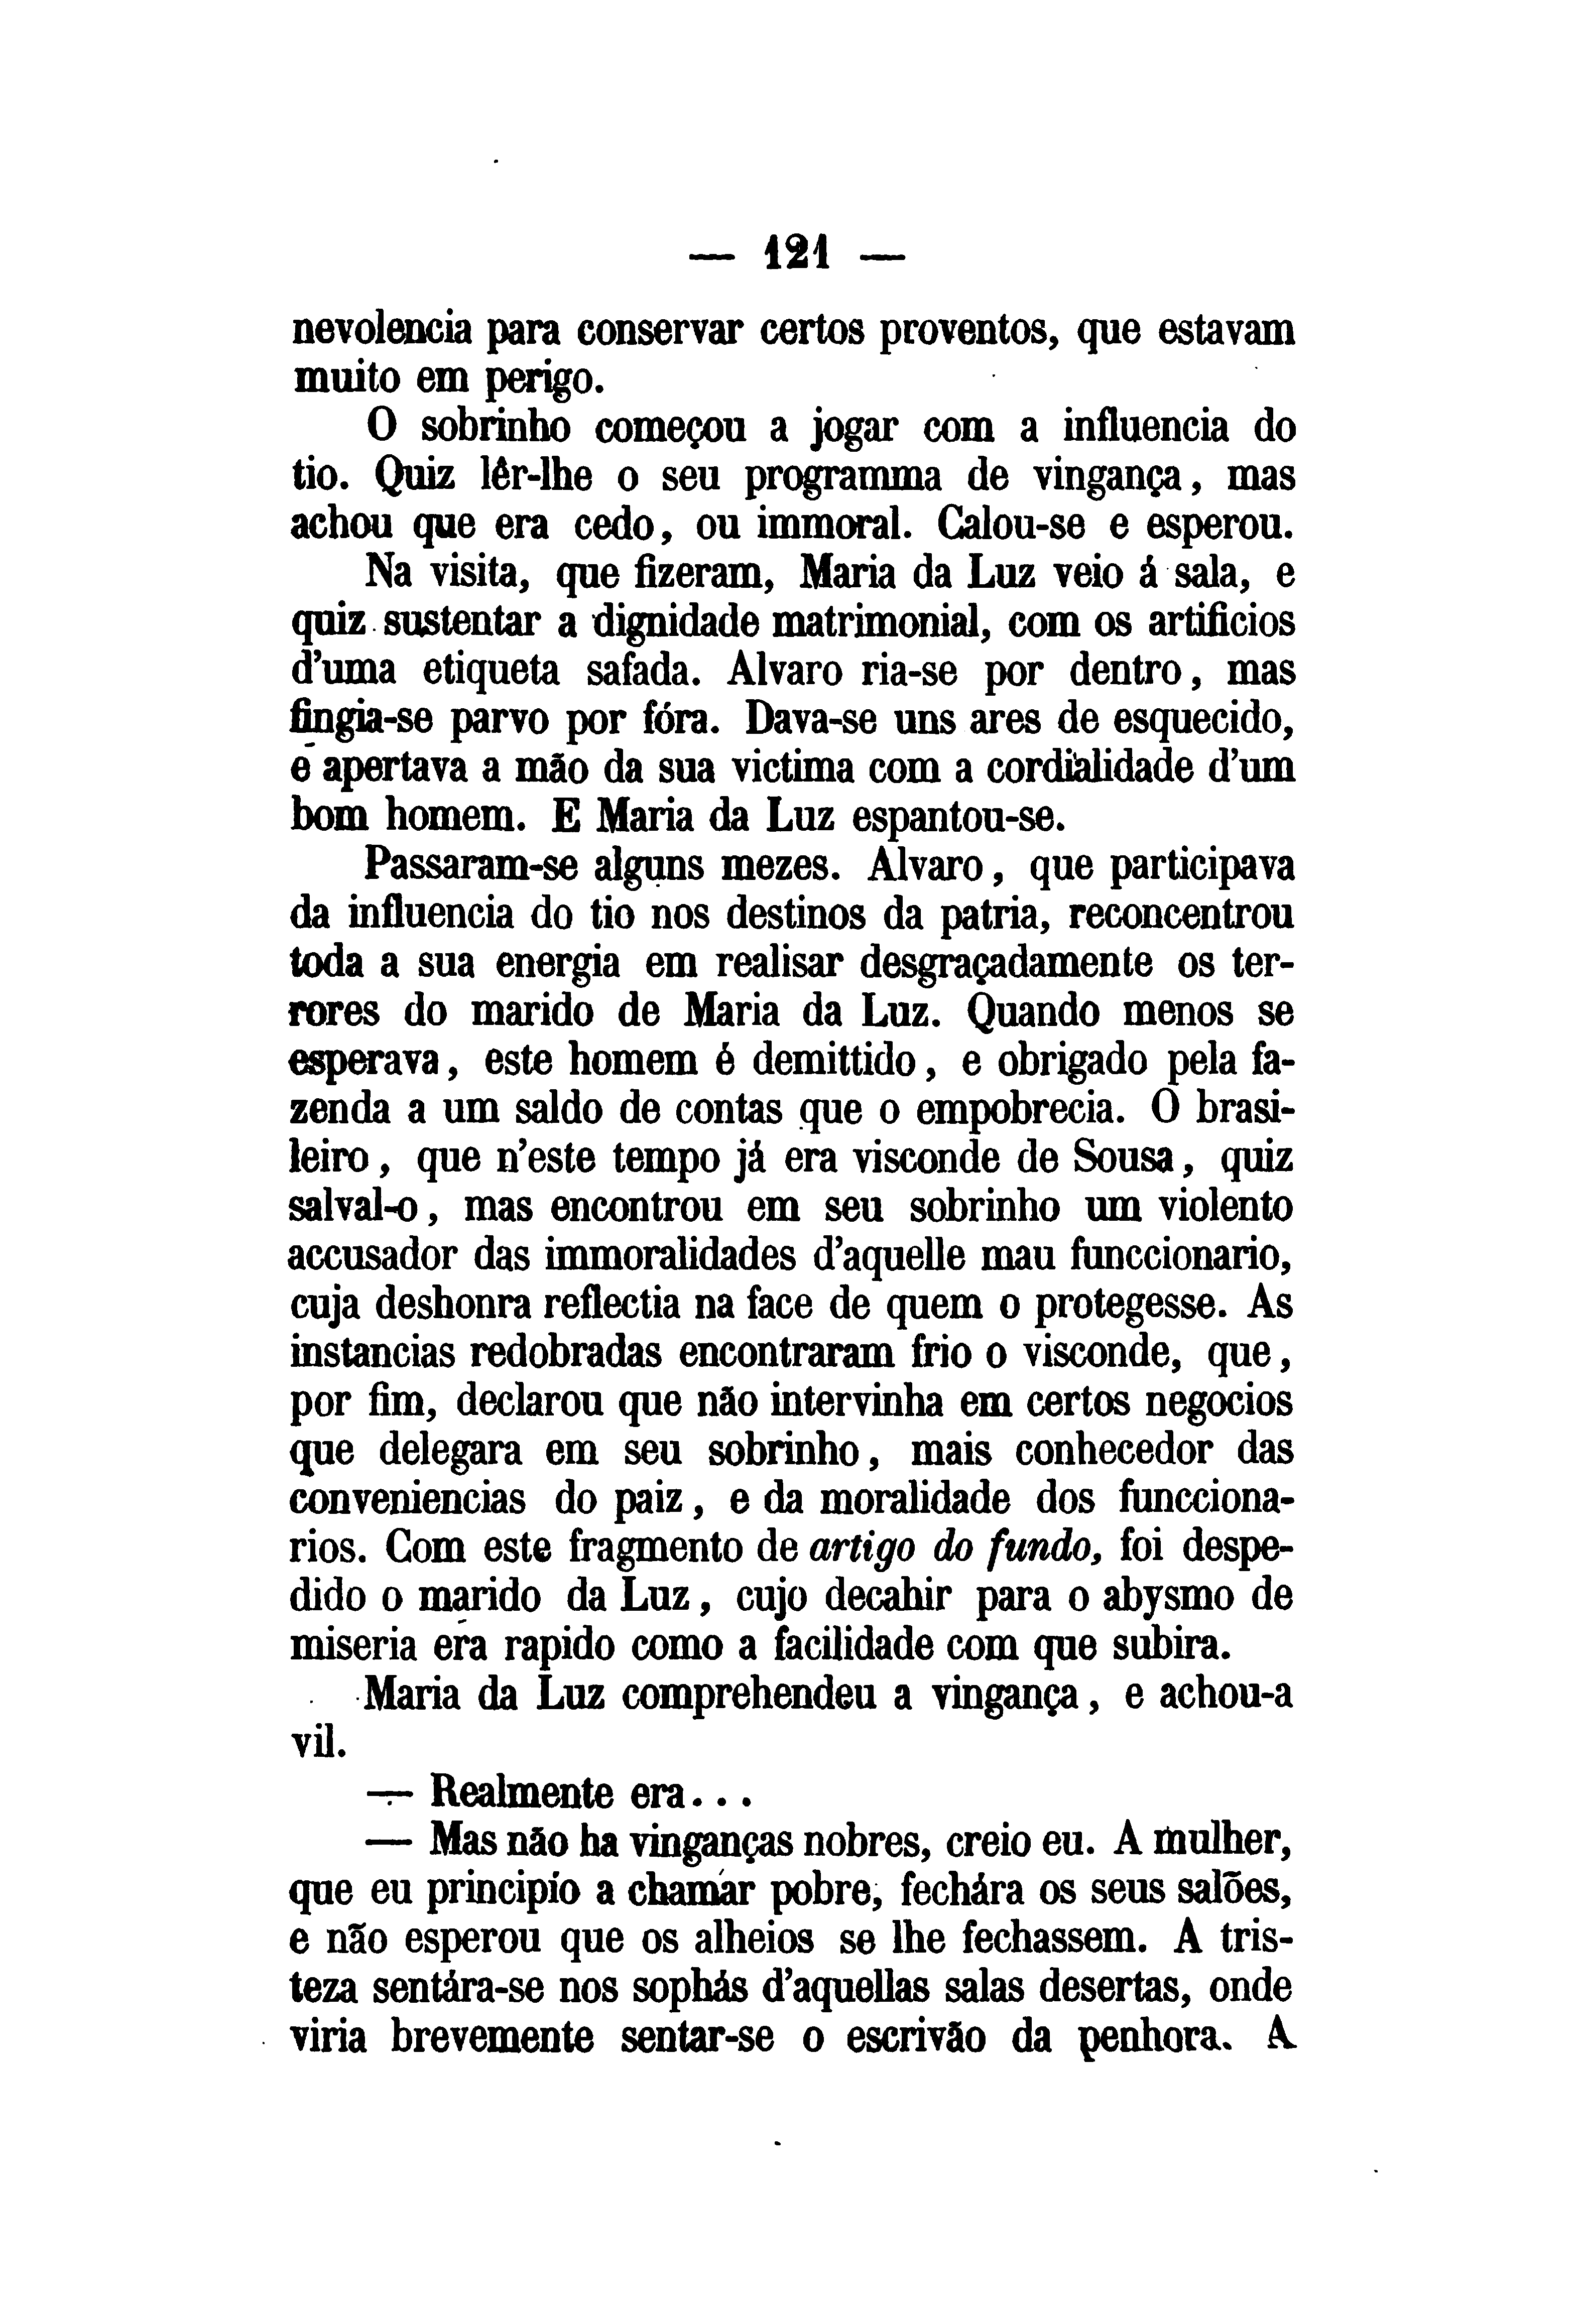 — 121 —
nevolencia para conservar certos proventos, que estavam
muito em perigo.
O sobrinho começou a jogar com a influencia do
tio. Quiz lêr-lhe o seu programma de vingança, mas
achou que era cedo, ou immoral. Calou-se e esperou.
Na visita, que fizeram, Maria da Luz veio á sala, e
quiz sustentar a dignidade matrimonial, com os artificios
d'uma etiqueta safada. Alvaro ria-se por dentro, mas
fingia-se parvo por fóra. Dava-se uns ares de esquecido,
e apertava a mão da sua victima com a cordialidade d'um
bom homem. E Maria da Luz espantou-se.
Passaram-se alguns mezes. Alvaro, que participava
da influencia do tio nos destinos da patria, reconcentrou
toda a sua energia em realisar desgraçadamente os ter-
rores do marido de Maria da Luz. Quando menos se
esperava, este homem é demittido, e obrigado pela fa-
zenda a um saldo de contas que o empobrecia. O brasi-
leiro, que n'este tempo já era visconde de Sousa, quiz
salval-o, mas encontrou em seu sobrinho um violento
accusador das immoralidades d'aquelle mau funccionario,
cuja deshonra reflectia na face de quem o protegesse. As
instancias redobradas encontraram frio o visconde, que,
por fim, declarou que não intervinha em certos negocios
que delegara em seu sobrinho, mais conhecedor das
conveniencias do paiz, e da moralidade dos funcciona-
rios. Com este fragmento de artigo do fundo, foi despe-
dido o marido da Luz, cujo decahir para o abysmo de
miseria era rapido como a facilidade com que subira.
Maria da Luz comprehendeu a vingança, e achou-a
vil.
— Realmente era...
— Mas não ha vinganças nobres, creio eu. A mulher,
que eu principío a chamar pobre, fechára os seus salões,
e não esperou que os alheios se lhe fechassem. A tris-
teza sentára-se nos sophás d'aquellas salas desertas, onde
viria brevemente sentar-se o escrivão da penhora. A